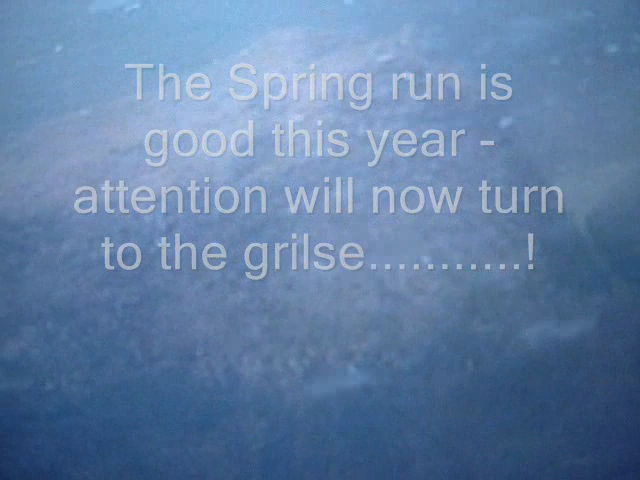 The Spring run is
good this year -
attention will now turn
to the grilse...........!